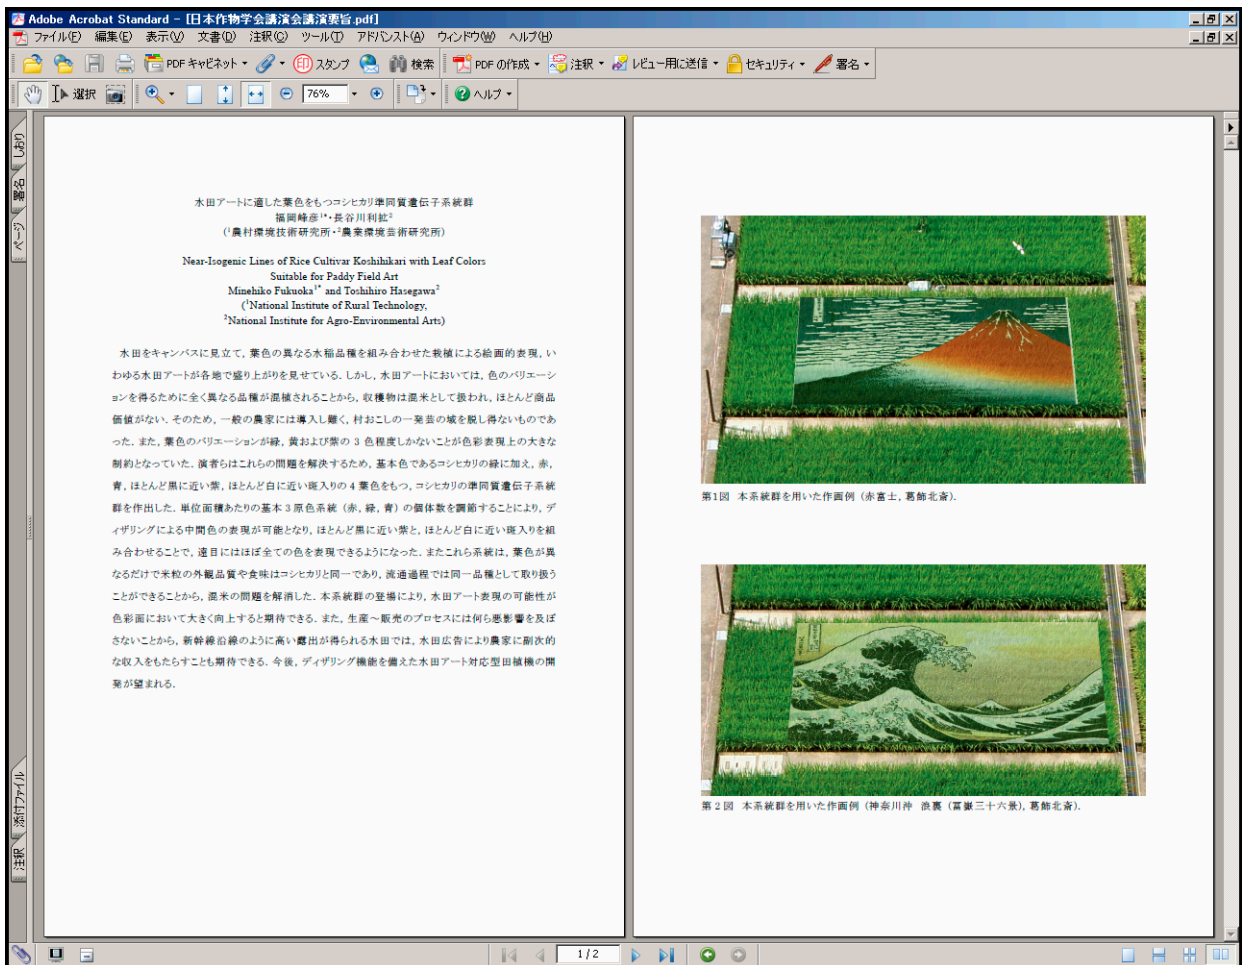 Adobe Acrobat Standard - [日本作物学会講演会講演要旨.pdf]
ファイル(F) 編集(E) 表示(V) 文書(D) 注釈(C) ツール(T) アドバンスト(A) ウィンドウ(W) ヘルプ(H)
PDF キャビネット 印 スタンプ 検索 PDF の作成 注釈 レビュー用に送信 セキュリティ 署名
選択 76% ヘルプ
しおり
署名
ページ
添付ファイル
注釈
水田アートに適した葉色をもつコシヒカリ準同質遺伝子系統群
福岡峰彦1*・長谷川利拡2
(1農村環境技術研究所・2農業環境芸術研究所)
Near-Isogenic Lines of Rice Cultivar Koshihikari with Leaf Colors
Suitable for Paddy Field Art
Minehiko Fukuoka1* and Toshihiro Hasegawa2
(1National Institute of Rural Technology,
2National Institute for Agro-Environmental Arts)
水田をキャンバスに見立て，葉色の異なる水稲品種を組み合わせた栽植による絵画的表現，い
わゆる水田アートが各地で盛り上がりを見せている．しかし，水田アートにおいては，色のバリエーシ
ョンを得るために全く異なる品種が混植されることから，収穫物は混米として扱われ，ほとんど商品
価値がない．そのため，一般の農家には導入し難く，村おこしの一発芸の域を脱し得ないものであ
った．また，葉色のバリエーションが緑，黄および紫の 3 色程度しかないことが色彩表現上の大きな
制約となっていた．演者らはこれらの問題を解決するため，基本色であるコシヒカリの緑に加え，赤，
青，ほとんど黒に近い紫，ほとんど白に近い斑入りの 4 葉色をもつ，コシヒカリの準同質遺伝子系統
群を作出した．単位面積あたりの基本 3 原色系統（赤，緑，青）の個体数を調節することにより，デ
ィザリングによる中間色の表現が可能となり，ほとんど黒に近い紫と，ほとんど白に近い斑入りを組
み合わせることで，遠目にはほぼ全ての色を表現できるようになった．またこれら系統は，葉色が異
なるだけで米粒の外観品質や食味はコシヒカリと同一であり，流通過程では同一品種として取り扱う
ことができることから，混米の問題を解消した．本系統群の登場により，水田アート表現の可能性が
色彩面において大きく向上すると期待できる．また，生産～販売のプロセスには何ら悪影響を及ぼ
さないことから，新幹線沿線のように高い露出が得られる水田では，水田広告により農家に副次的
な収入をもたらすことも期待できる．今後，ディザリング機能を備えた水田アート対応型田植機の開
発が望まれる．
第1図 本系統群を用いた作画例（赤富士，葛飾北斎）．
第 2 図 本系統群を用いた作画例（神奈川沖 浪裏（冨嶽三十六景），葛飾北斎）．
1 / 2